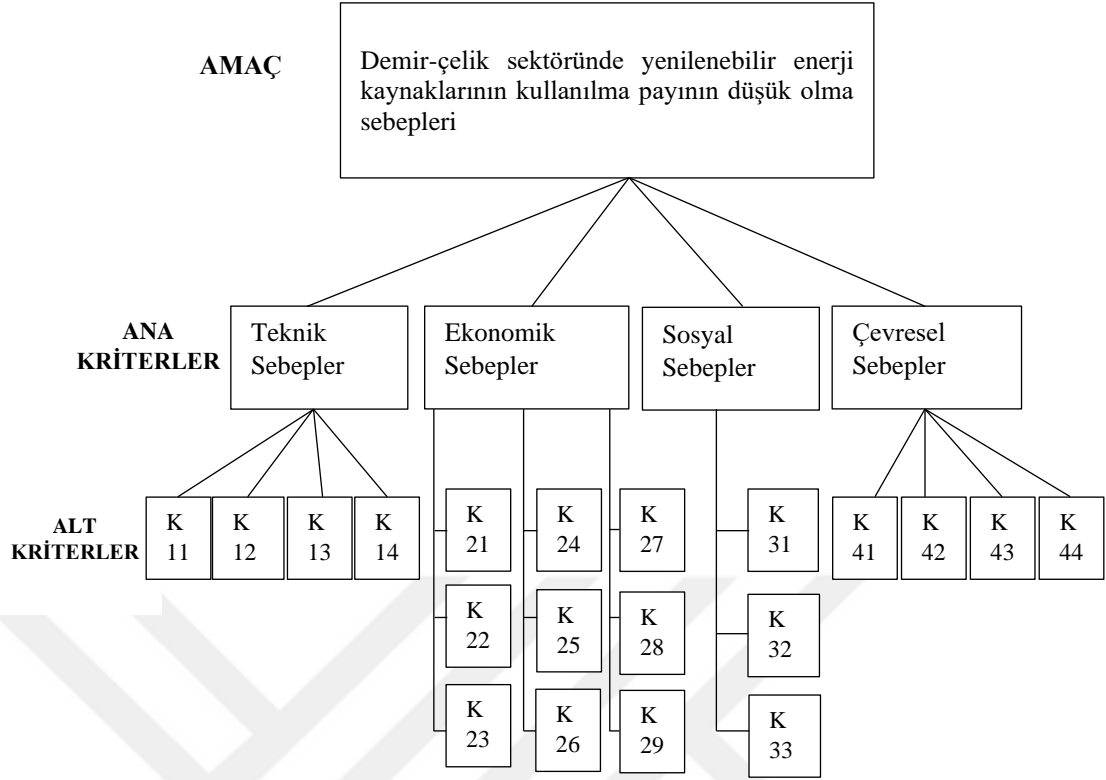 AMAÇ
Demir-çelik sektöründe yenilenebilir enerji
kaynaklarının kullanılma payının düşük olma
sebepleri
ANA
KRİTERLER
Teknik
Sebepler
Ekonomik
Sebepler
Sosyal
Sebepler
Çevresel
Sebepler
ALT
KRİTERLER
K
11
K
12
K
13
K
14
K
21
K
22
K
23
K
24
K
25
K
26
K
27
K
28
K
29
K
31
K
32
K
33
K
41
K
42
K
43
K
44